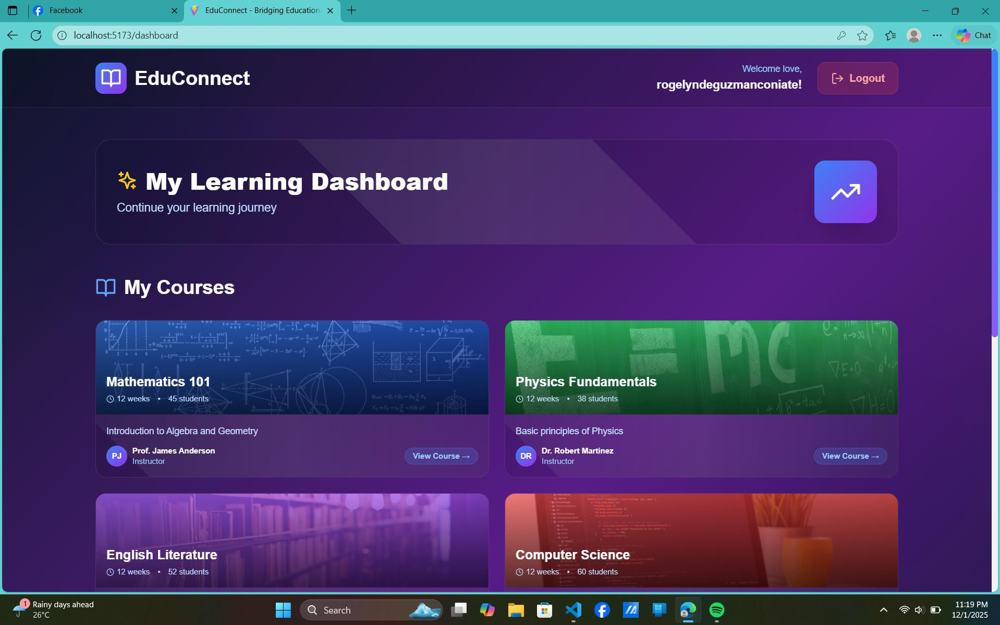 Facebook
EduConnect - Bridging Education
localhost:5173/dashboard
Chat
EduConnect
Welcome love,
rogelyndeguzmanconiate!
Logout
My Learning Dashboard
Continue your learning journey
My Courses
Mathematics 101
12 weeks • 45 students
Introduction to Algebra and Geometry
PJ
Prof. James Anderson
Instructor
View Course →
E = MC
Physics Fundamentals
12 weeks • 38 students
Basic principles of Physics
DR
Dr. Robert Martinez
Instructor
View Course →
English Literature
12 weeks • 52 students
Computer Science
12 weeks • 60 students
1
Rainy days ahead
26°C
Search
11:19 PM
12/1/2025